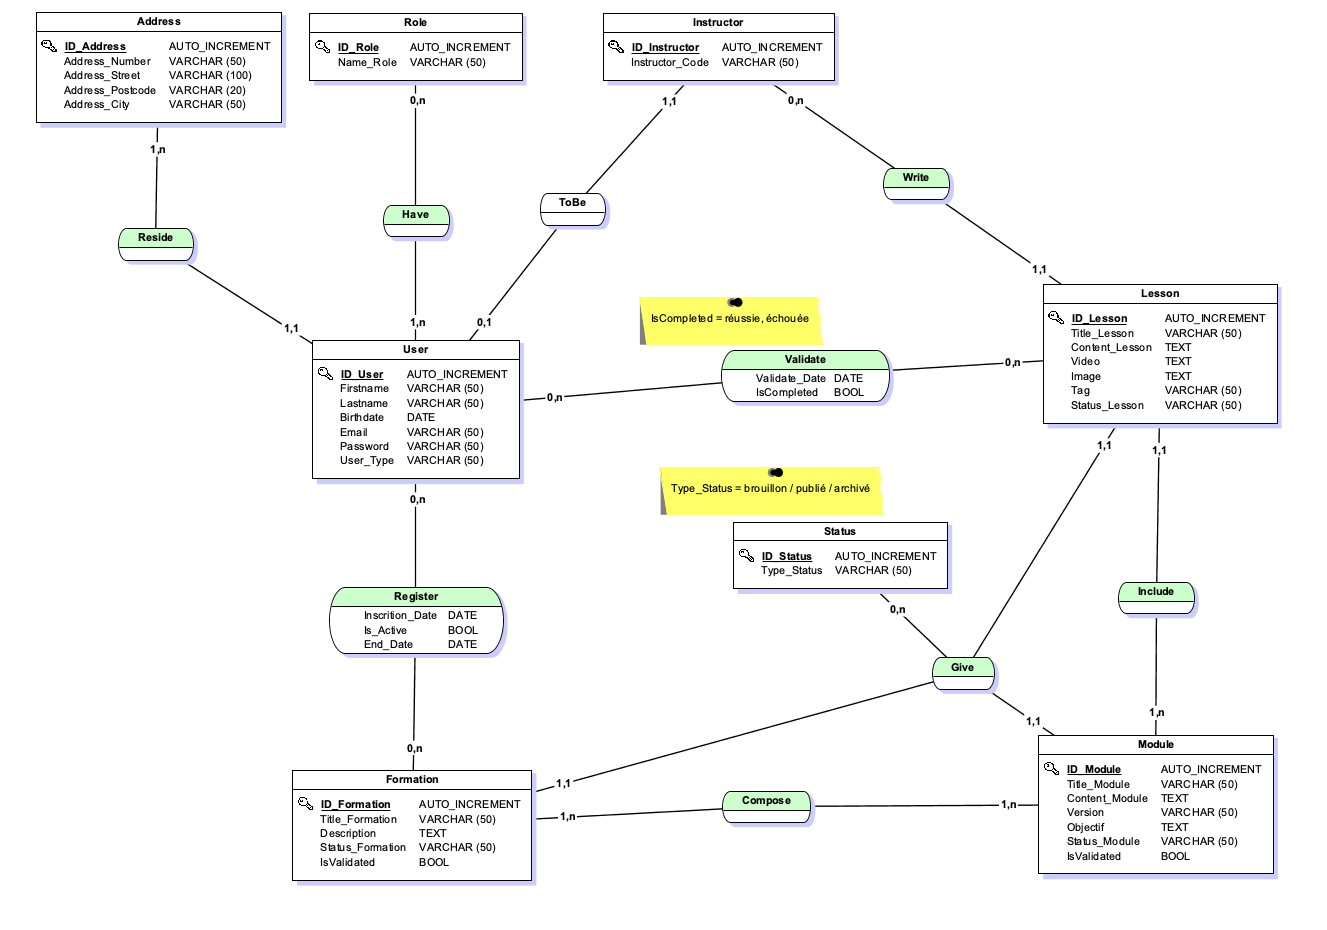 Address
ID_Address AUTO_INCREMENT
Address_Number VARCHAR (50)
Address_Street VARCHAR (100)
Address_Postcode VARCHAR (20)
Address_City VARCHAR (50)
Role
ID_Role AUTO_INCREMENT
Name_Role VARCHAR (50)
Instructor
ID_Instructor AUTO_INCREMENT
Instructor_Code VARCHAR (50)
1,n
0,n
1,1
0,n
Write
ToBe
Have
Reside
1,1
1,n
0,1
1,1
IsCompleted = réussie, échouée
Lesson
ID_Lesson AUTO_INCREMENT
Title_Lesson VARCHAR (50)
Content_Lesson TEXT
Video TEXT
Image TEXT
Tag VARCHAR (50)
Status_Lesson VARCHAR (50)
User
ID_User AUTO_INCREMENT
Firstname VARCHAR (50)
Lastname VARCHAR (50)
Birthdate DATE
Email VARCHAR (50)
Password VARCHAR (50)
User_Type VARCHAR (50)
Validate
Validate_Date DATE
IsCompleted BOOL
0,n
0,n
1,1
1,1
Type_Status = brouillon / publié / archivé
0,n
Status
ID_Status AUTO_INCREMENT
Type_Status VARCHAR (50)
0,n
Register
Inscrition_Date DATE
Is_Active BOOL
End_Date DATE
Include
Give
1,n
1,1
0,n
1,1
Module
ID_Module AUTO_INCREMENT
Title_Module VARCHAR (50)
Content_Module TEXT
Version VARCHAR (50)
Objectif TEXT
Status_Module VARCHAR (50)
IsValidated BOOL
Formation
ID_Formation AUTO_INCREMENT
Title_Formation VARCHAR (50)
Description TEXT
Status_Formation VARCHAR (50)
IsValidated BOOL
1,n
Compose
1,n